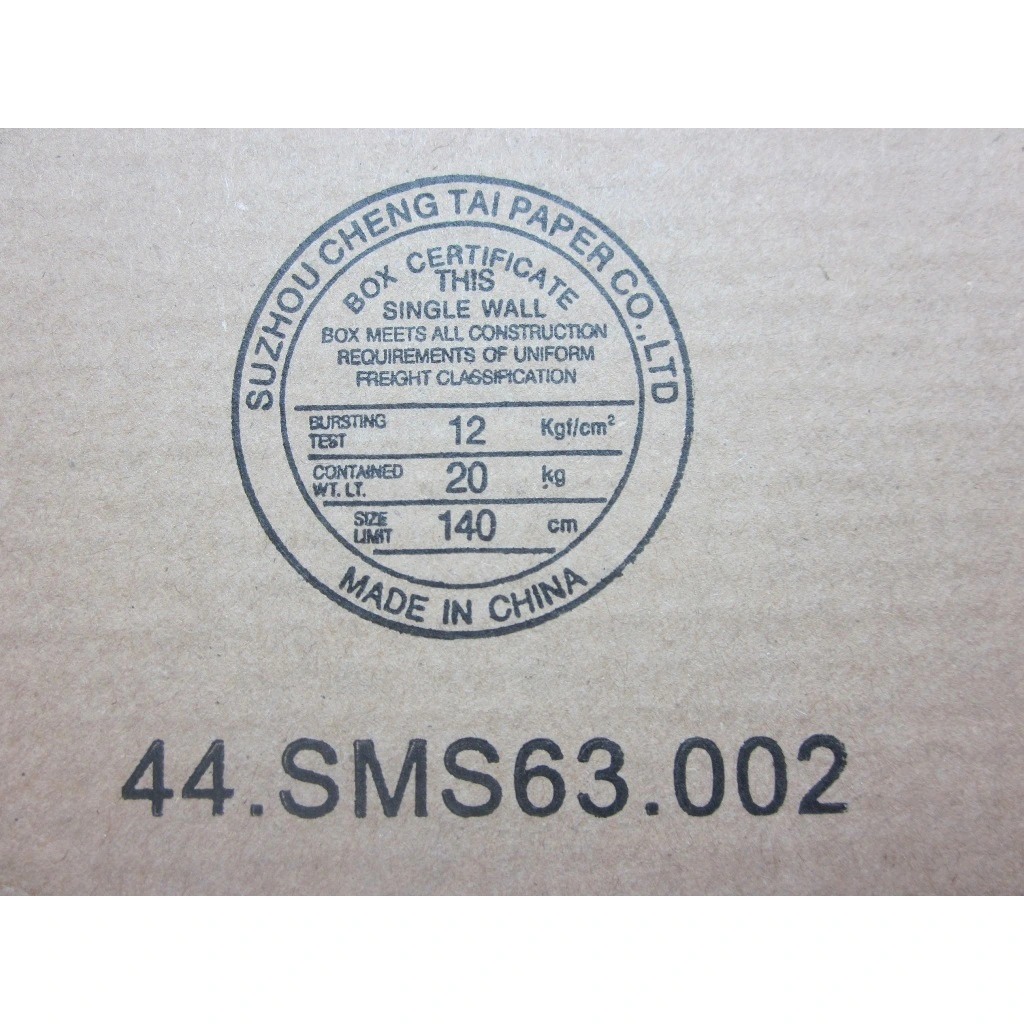 SUZHOU CHENG TAI PAPER CO.,LTD
BOX CERTIFICATE
THIS
SINGLE WALL
BOX MEETS ALL CONSTRUCTION
REQUIREMENTS OF UNIFORM
FREIGHT CLASSIFICATION
BURSTING TEST 12 Kgf/cm²
CONTAINED WT. LT. 20 kg
SIZE LIMIT 140 cm
MADE IN CHINA
44.SMS63.002